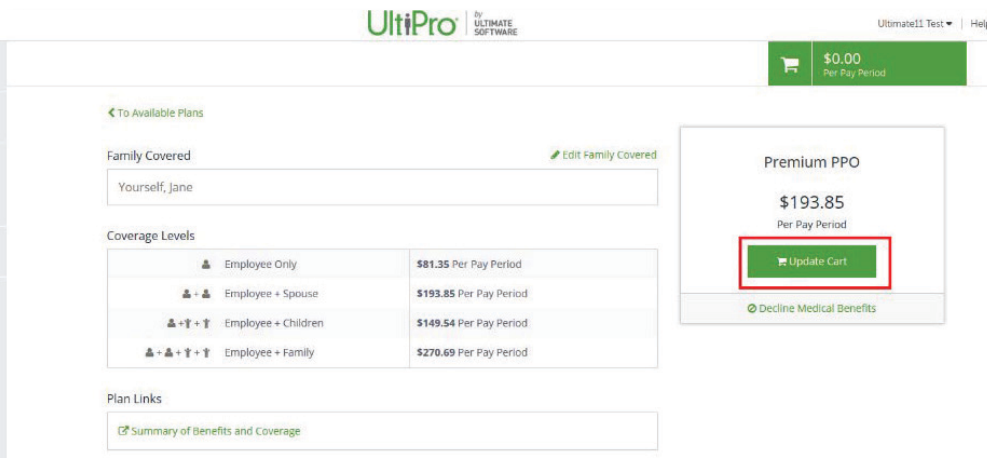 UltiPro by ULTIMATE SOFTWARE
Ultimate11 Test
Help
$0.00
Per Pay Period
To Available Plans
Family Covered
Edit Family Covered
Yourself, Jane
Coverage Levels
Employee Only $81.35 Per Pay Period
Employee + Spouse $193.85 Per Pay Period
Employee + Children $149.54 Per Pay Period
Employee + Family $270.69 Per Pay Period
Plan Links
Summary of Benefits and Coverage
Premium PPO
$193.85
Per Pay Period
Update Cart
Decline Medical Benefits